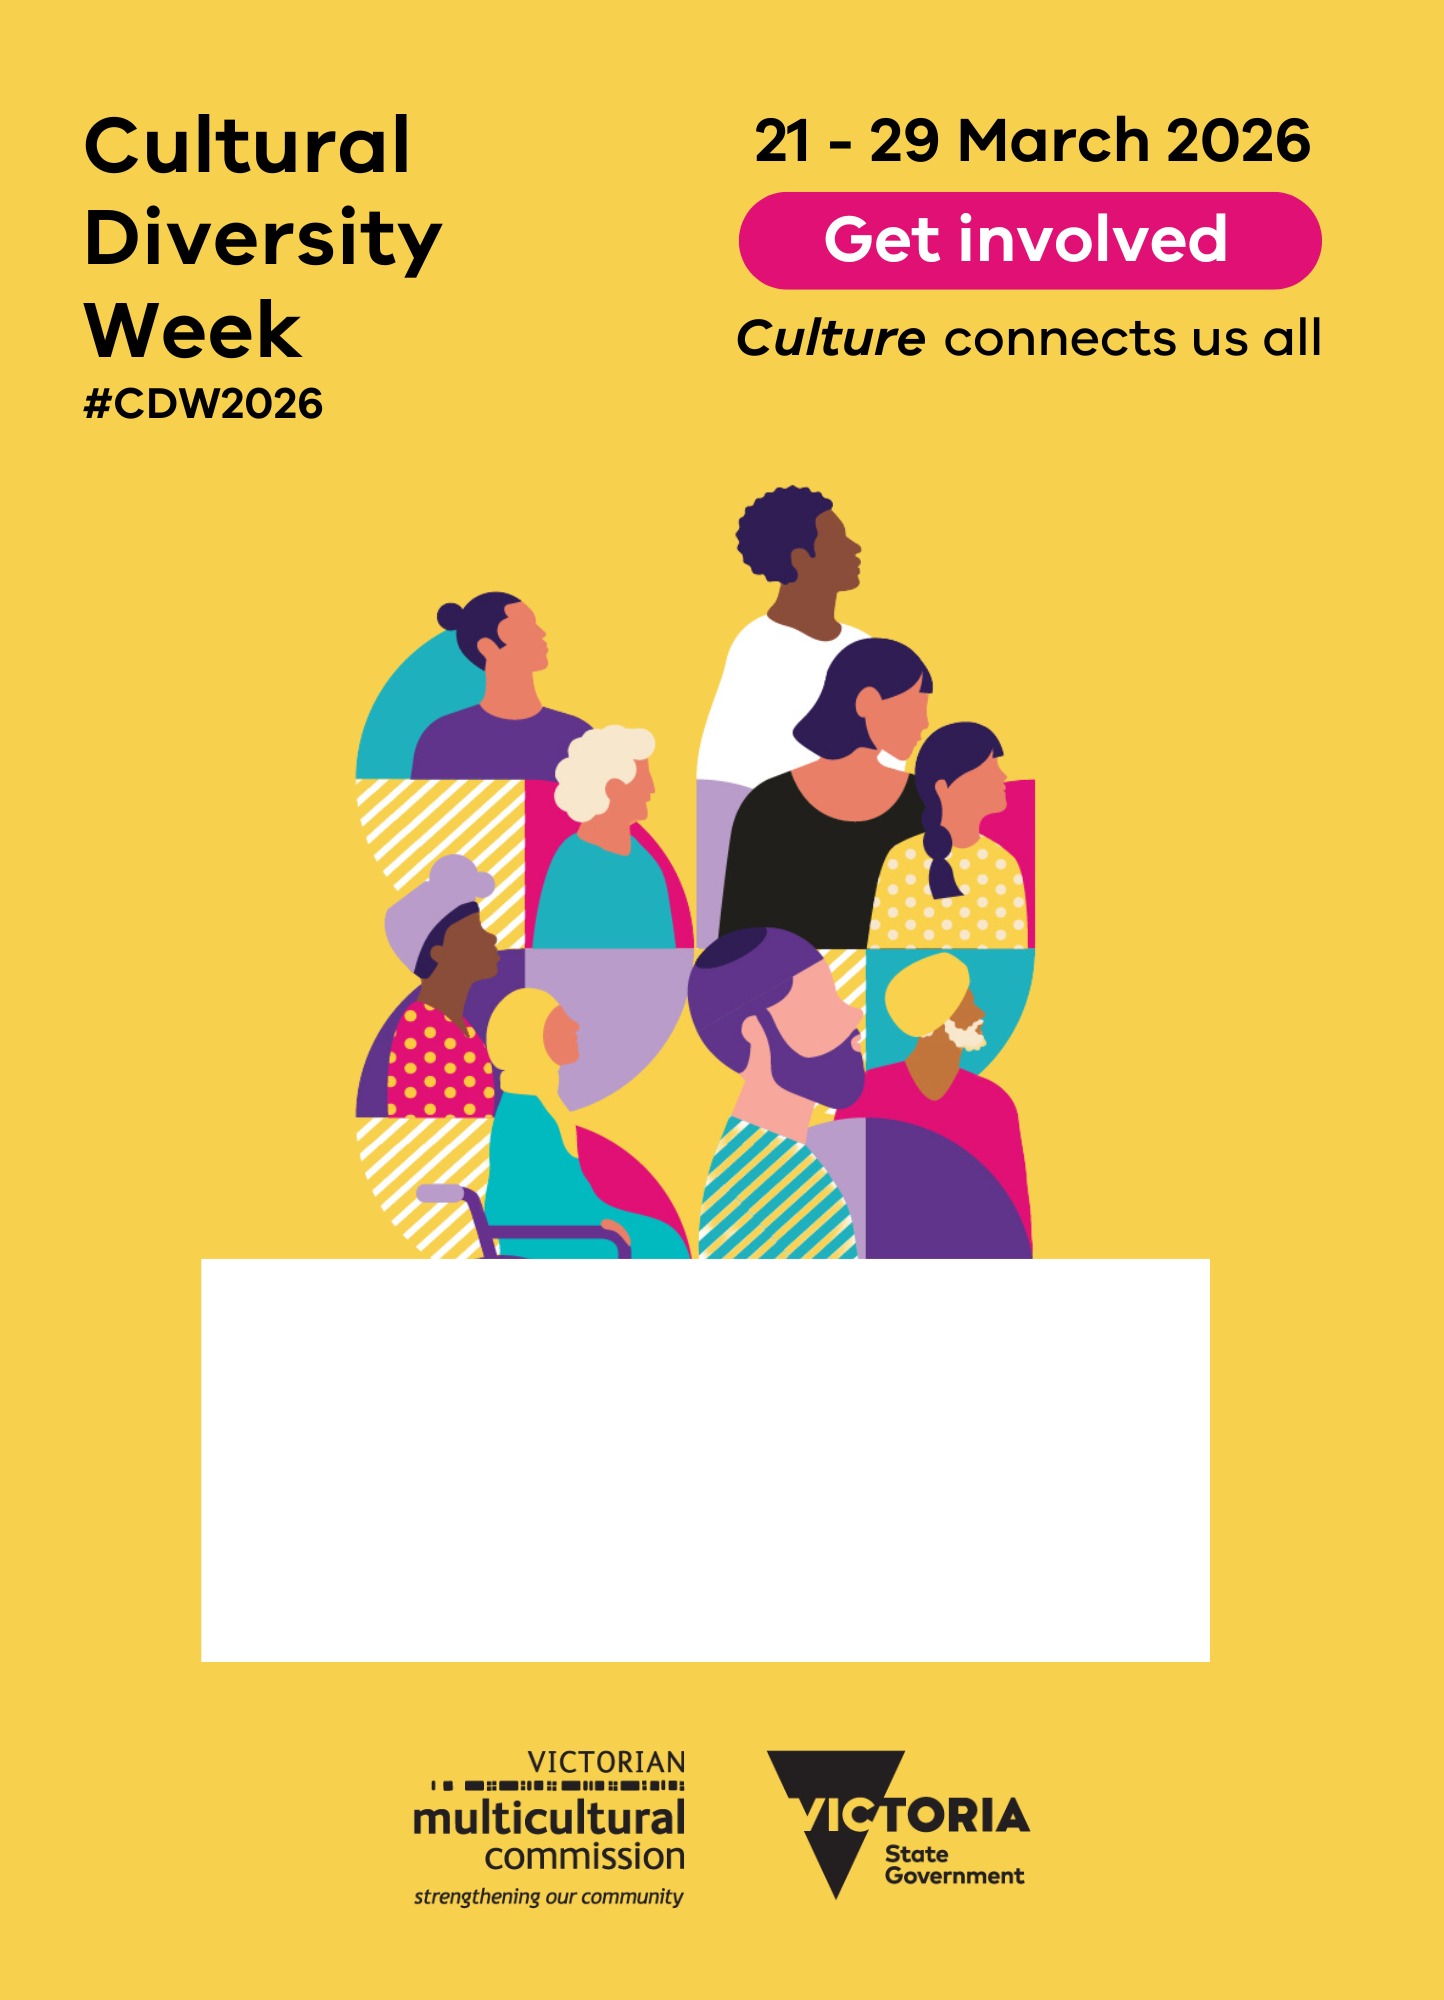 Cultural
Diversity
Week
#CDW2026
21 - 29 March 2026
Get involved
Culture connects us all
VICTORIAN
multicultural
commission
strengthening our community
VICTORIA
State
Government